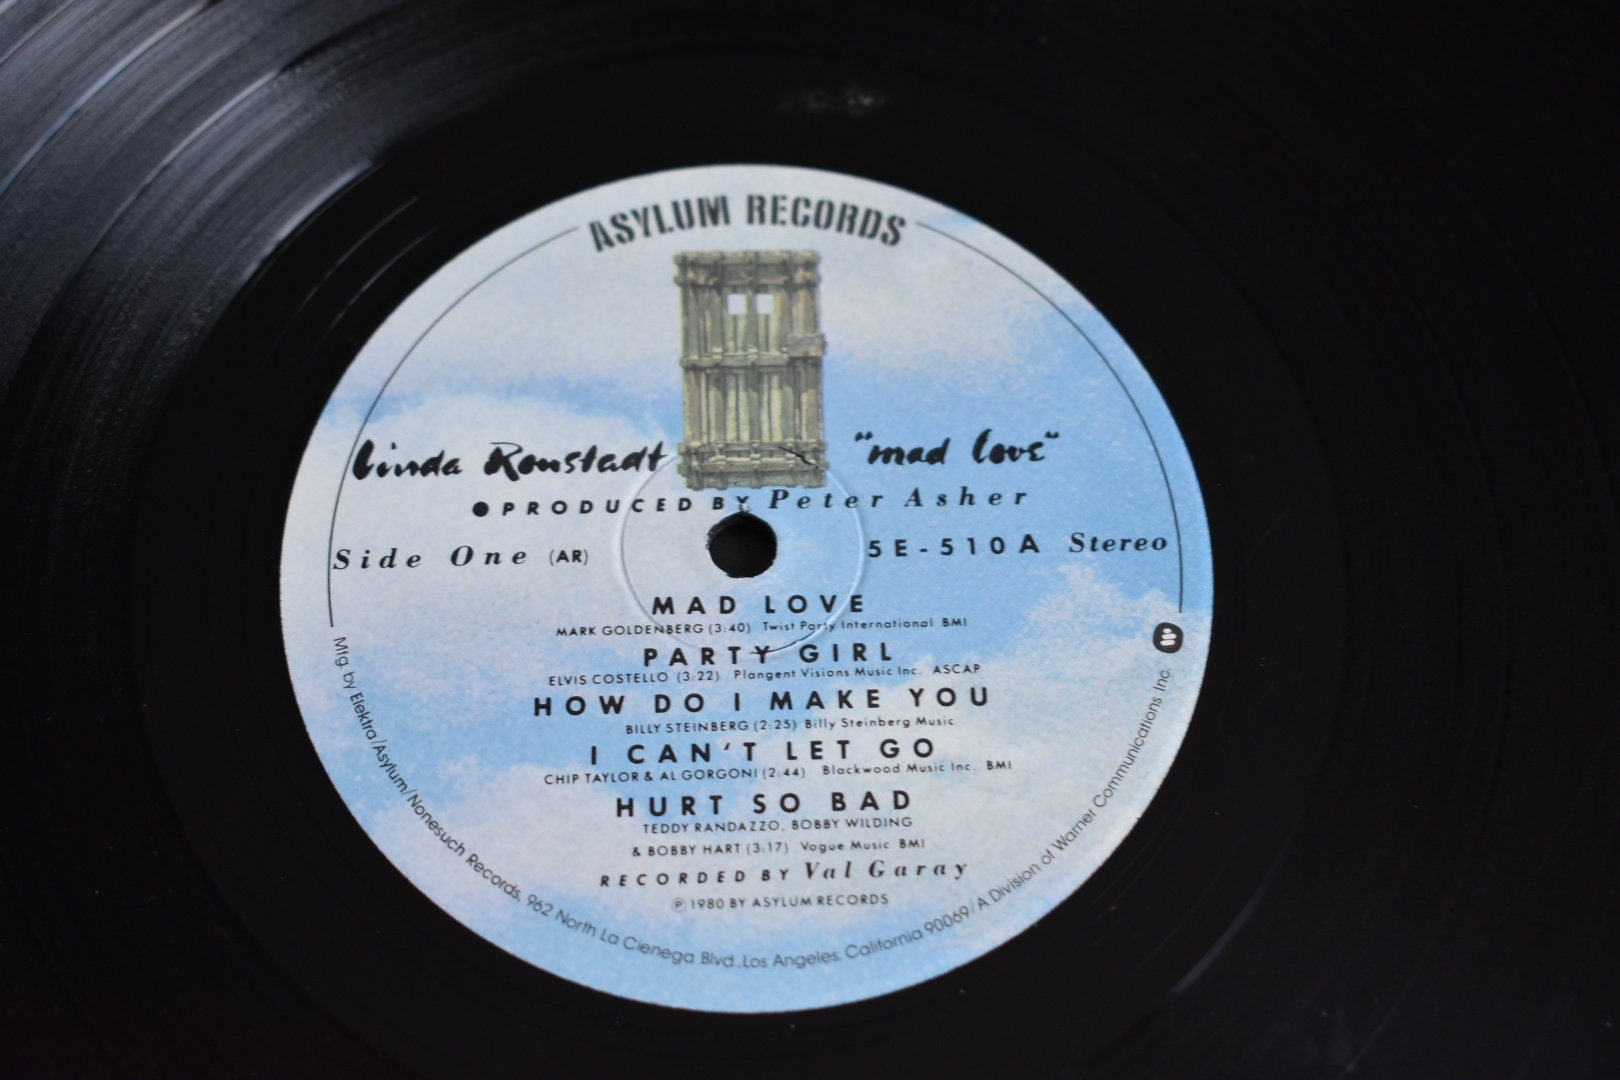 ASYLUM RECORDS
Linda Ronstadt "mad love"
●PRODUCED BY Peter Asher
Side One (AR) 5E-510A Stereo
MAD LOVE
MARK GOLDENBERG (3:40) Twist Party International BMI
PARTY GIRL
ELVIS COSTELLO (3:22) Plangent Visions Music Inc. ASCAP
HOW DO I MAKE YOU
BILLY STEINBERG (2:25) Billy Steinberg Music
I CAN'T LET GO
CHIP TAYLOR & AL GORGONI (2:44) Blackwood Music Inc. BMI
HURT SO BAD
TEDDY RANDAZZO, BOBBY WILDING
& BOBBY HART (3:17) Vogue Music BMI
RECORDED BY Val Garay
Ⓟ1980 BY ASYLUM RECORDS
Mfg. by Elektra/Asylum/Nonesuch Records, 962 North La Cienega Blvd., Los Angeles, California 90069/A Division of Warner Communications Inc.